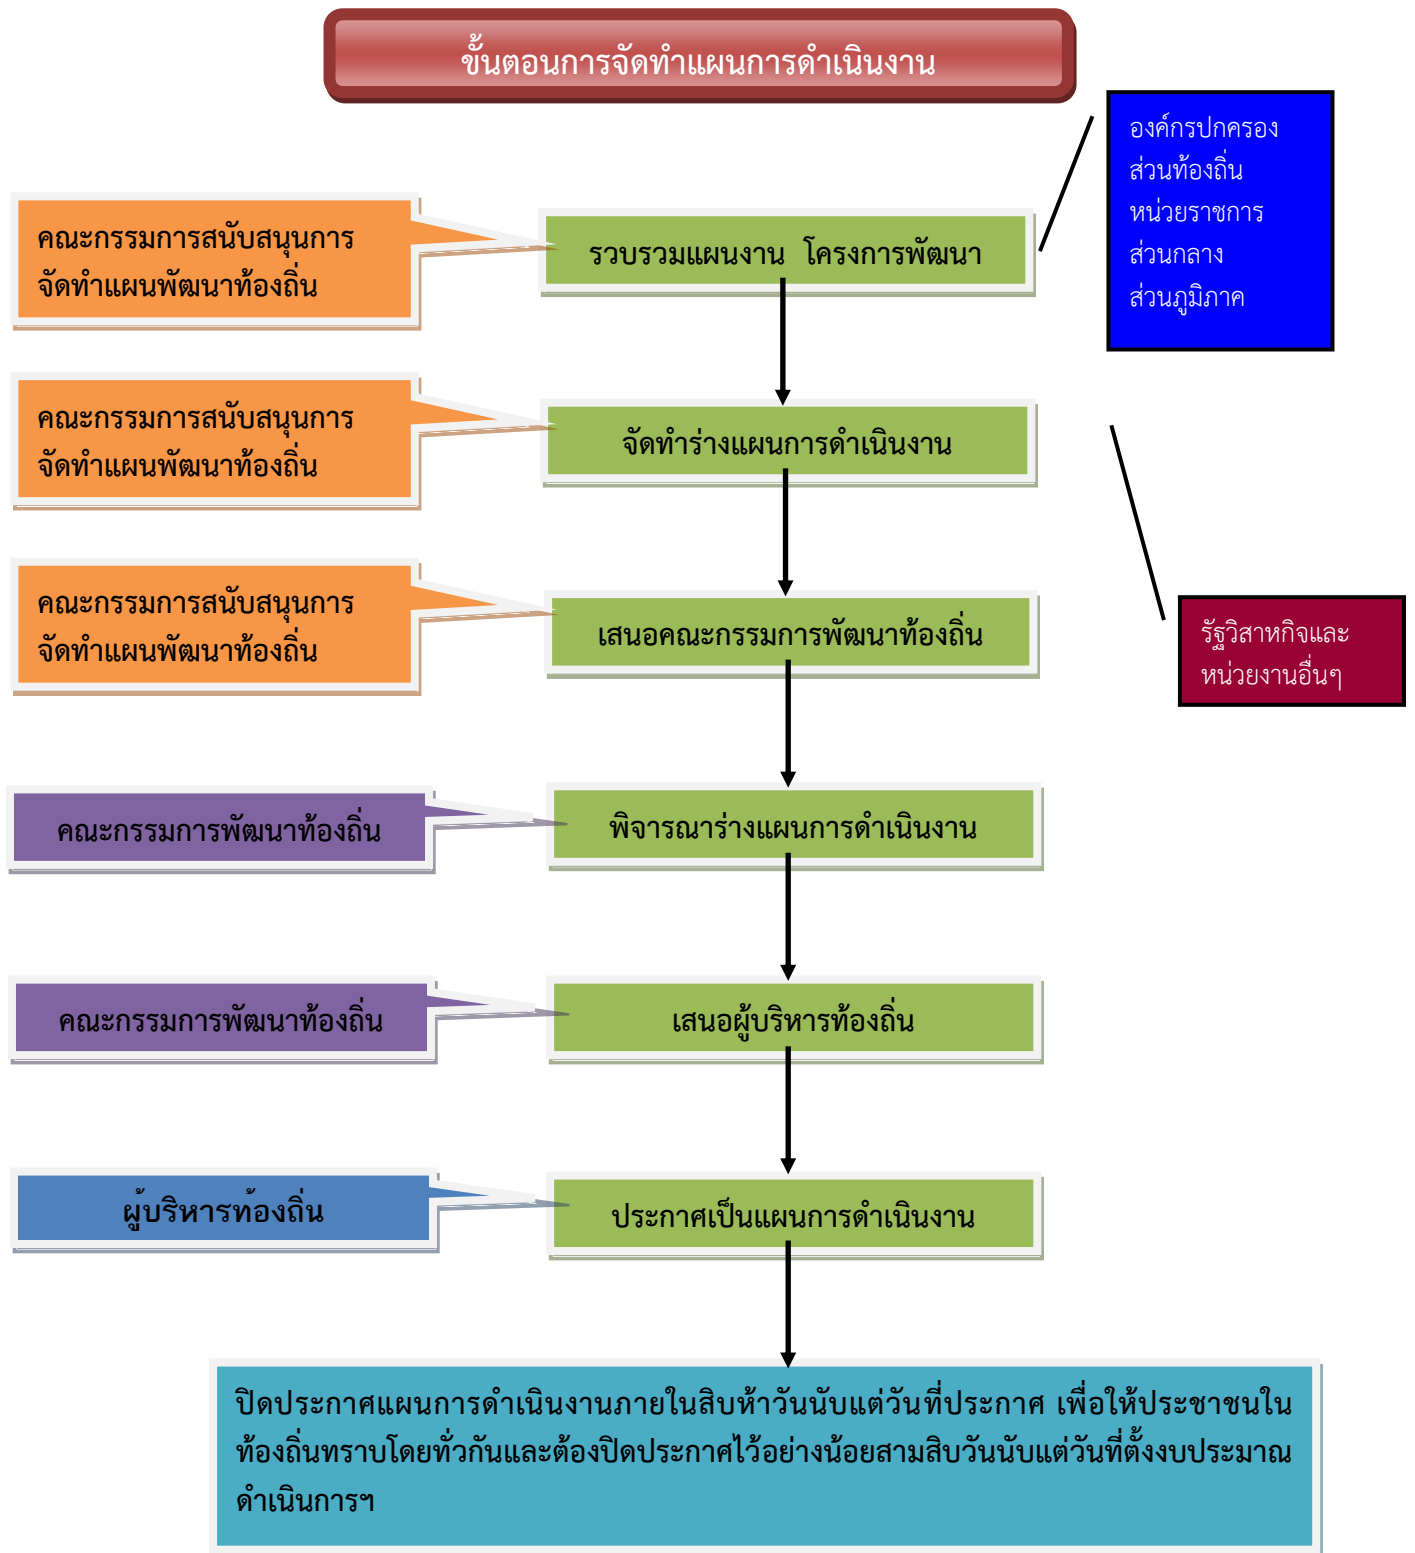 ขั้นตอนการจัดทำแผนการดำเนินงาน
องค์กรปกครอง
ส่วนท้องถิ่น
หน่วยราชการ
ส่วนกลาง
ส่วนภูมิภาค
คณะกรรมการสนับสนุนการ
จัดทำแผนพัฒนาท้องถิ่น
รวบรวมแผนงาน โครงการพัฒนา
คณะกรรมการสนับสนุนการ
จัดทำแผนพัฒนาท้องถิ่น
จัดทำร่างแผนการดำเนินงาน
คณะกรรมการสนับสนุนการ
จัดทำแผนพัฒนาท้องถิ่น
เสนอคณะกรรมการพัฒนาท้องถิ่น
รัฐวิสาหกิจและ
หน่วยงานอื่นๆ
คณะกรรมการพัฒนาท้องถิ่น
พิจารณาร่างแผนการดำเนินงาน
คณะกรรมการพัฒนาท้องถิ่น
เสนอผู้บริหารท้องถิ่น
ผู้บริหารท้องถิ่น
ประกาศเป็นแผนการดำเนินงาน
ปิดประกาศแผนการดำเนินงานภายในสิบห้าวันนับแต่วันที่ประกาศ เพื่อให้ประชาชนใน
ท้องถิ่นทราบโดยทั่วกันและต้องปิดประกาศไว้อย่างน้อยสามสิบวันนับแต่วันที่ตั้งงบประมาณ
ดำเนินการฯ